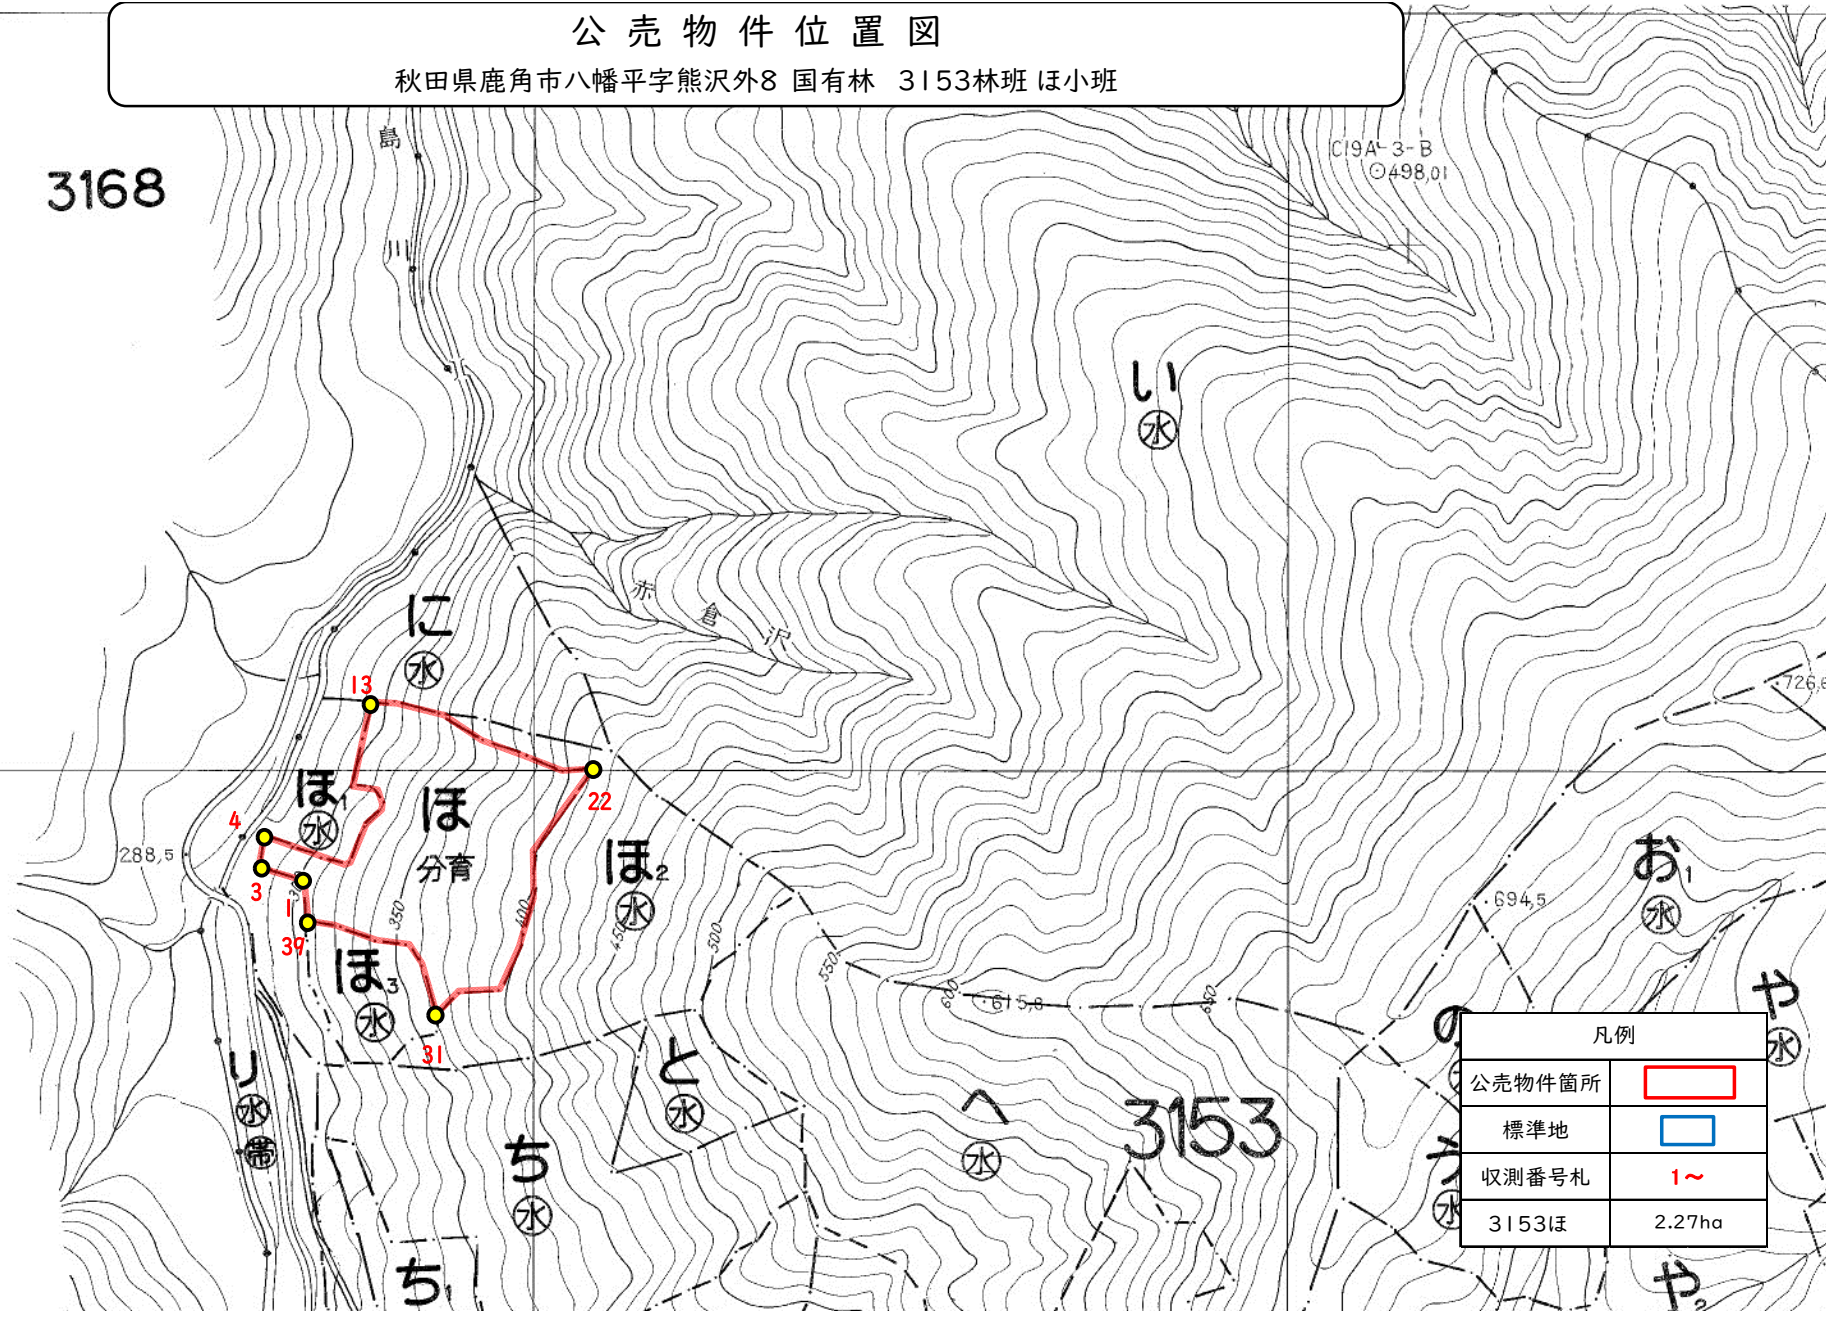 公売物件位置図
秋田県鹿角市八幡平字熊沢外8 国有林 3153林班 ほ小班
3168
島
川
C19A-3-B
498,01
い
水
赤倉沢
に
水
13
726,6
22
ほ1
水
ほ
分育
4
288,5
3
1
39
350
400
ほ2
水
450
500
550
600
615,8
650
694,5
お1
水
や
水
ほ3
水
31
り
水
帯
と
水
ち
水
へ
水
3153
の
水
ち1
や2
凡例
公売物件箇所
標準地
収測番号札 1~
3153ほ 2.27ha